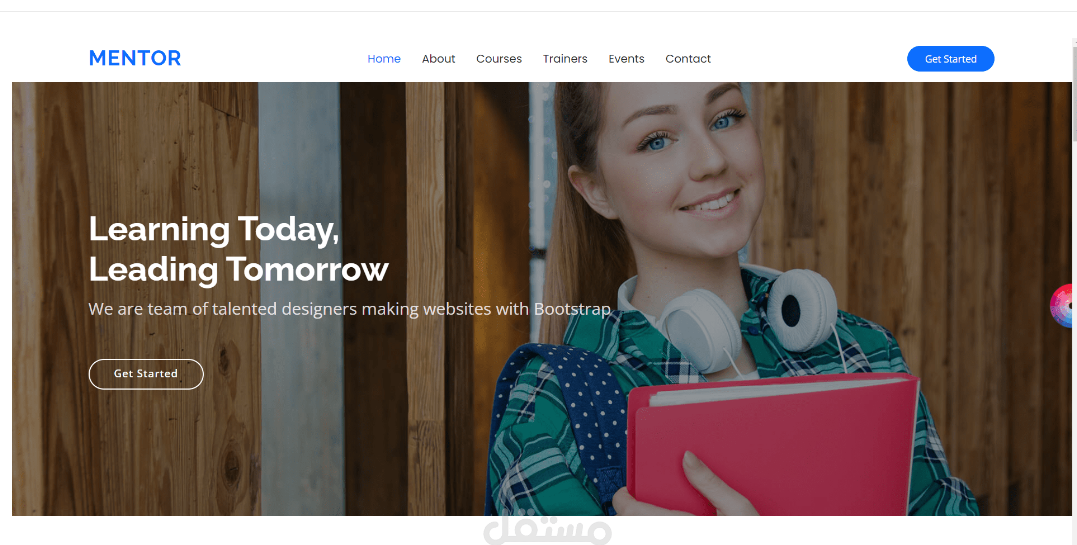 MENTOR
Home About Courses Trainers Events Contact
Get Started
Learning Today,
Leading Tomorrow
We are team of talented designers making websites with Bootstrap
Get Started
مستقل